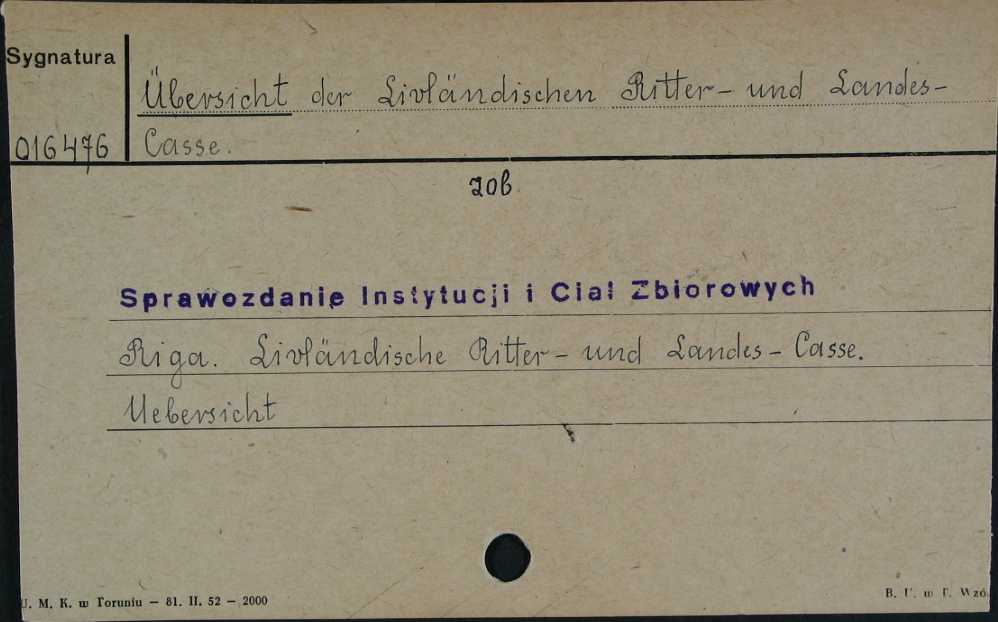 Sygnatura
Übersicht der Livländischen Ritter- und Landes-
016476 Casse.
zob
Sprawozdanie Instytucji i Ciał Zbiorowych
Riga. Livländische Ritter- und Landes- Casse.
Uebersicht
U. M. K. w Toruniu — 81. II. 52 — 2000
B. U. w T. Wzó.